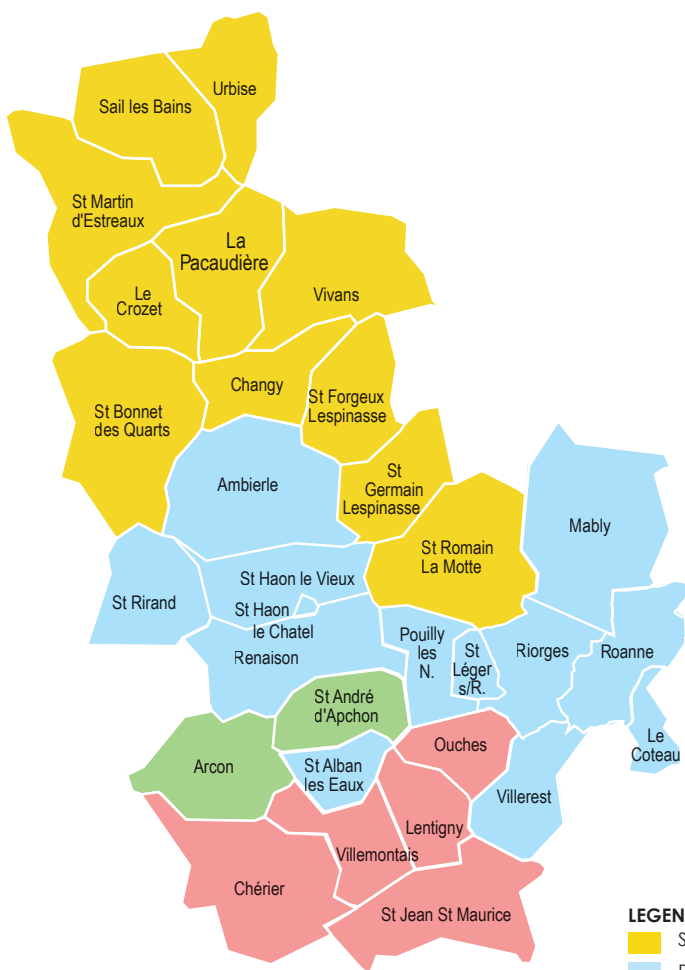 Urbise
Sail les Bains
St Martin
d'Estreaux
La
Pacaudière
Le
Crozet
Vivans
Changy
St Forgeux
Lespinasse
St Bonnet
des Quarts
Ambierle
St
Germain
Lespinasse
Mably
St Romain
La Motte
St Haon le Vieux
St Rirand
St Haon
le Chatel
Renaison
Pouilly
les
N.
St
Léger
s/R.
Riorges
Roanne
St André
d'Apchon
Le
Coteau
Ouches
Arcon
St Alban
les Eaux
Villerest
Lentigny
Villemontais
Chérier
St Jean St Maurice
LEGEN
S